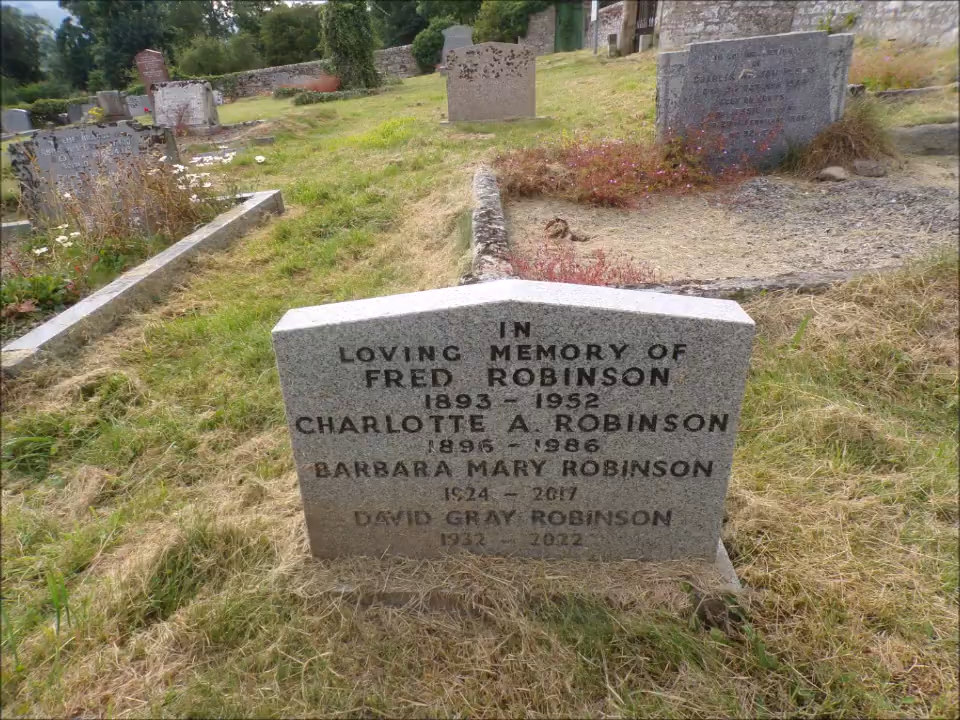 IN
LOVING MEMORY OF
FRED ROBINSON
1893 - 1952
CHARLOTTE A. ROBINSON
1896 - 1986
BARBARA MARY ROBINSON
1924 - 2017
DAVID GRAY ROBINSON
1932 - 2022